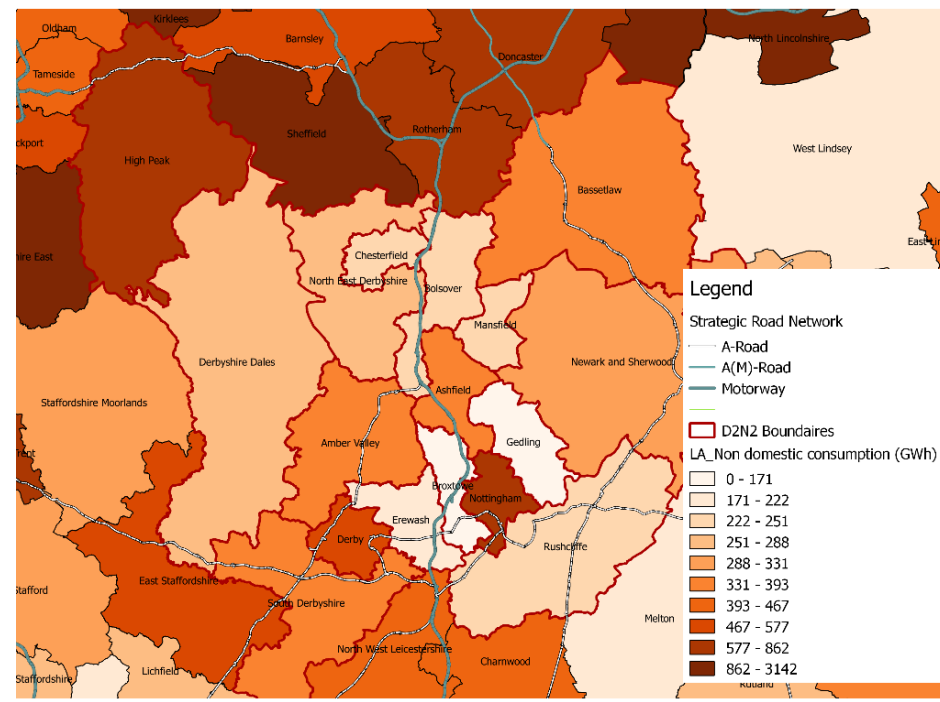 Kirklees
Oldham
Barnsley
North Lincolnshire
Doncaster
Tameside
Rotherham
Sheffield
ckport
High Peak
West Lindsey
Bassetlaw
hire East
East Lin
Chesterfield
North East Derbyshire
Bolsover
Mansfield
Derbyshire Dales
Newark and Sherwood
Ashfield
Staffordshire Moorlands
Amber Valley
Gedling
Trent
Broxtowe
Nottingham
Erewash
Derby
Rushcliffe
East Staffordshire
Stafford
South Derbyshire
Melton
North West Leicestershire
Charnwood
Lichfield
Staffordshire
Rutland
Legend
Strategic Road Network
A-Road
A(M)-Road
Motorway
D2N2 Boundaires
LA_Non domestic consumption (GWh)
0 - 171
171 - 222
222 - 251
251 - 288
288 - 331
331 - 393
393 - 467
467 - 577
577 - 862
862 - 3142